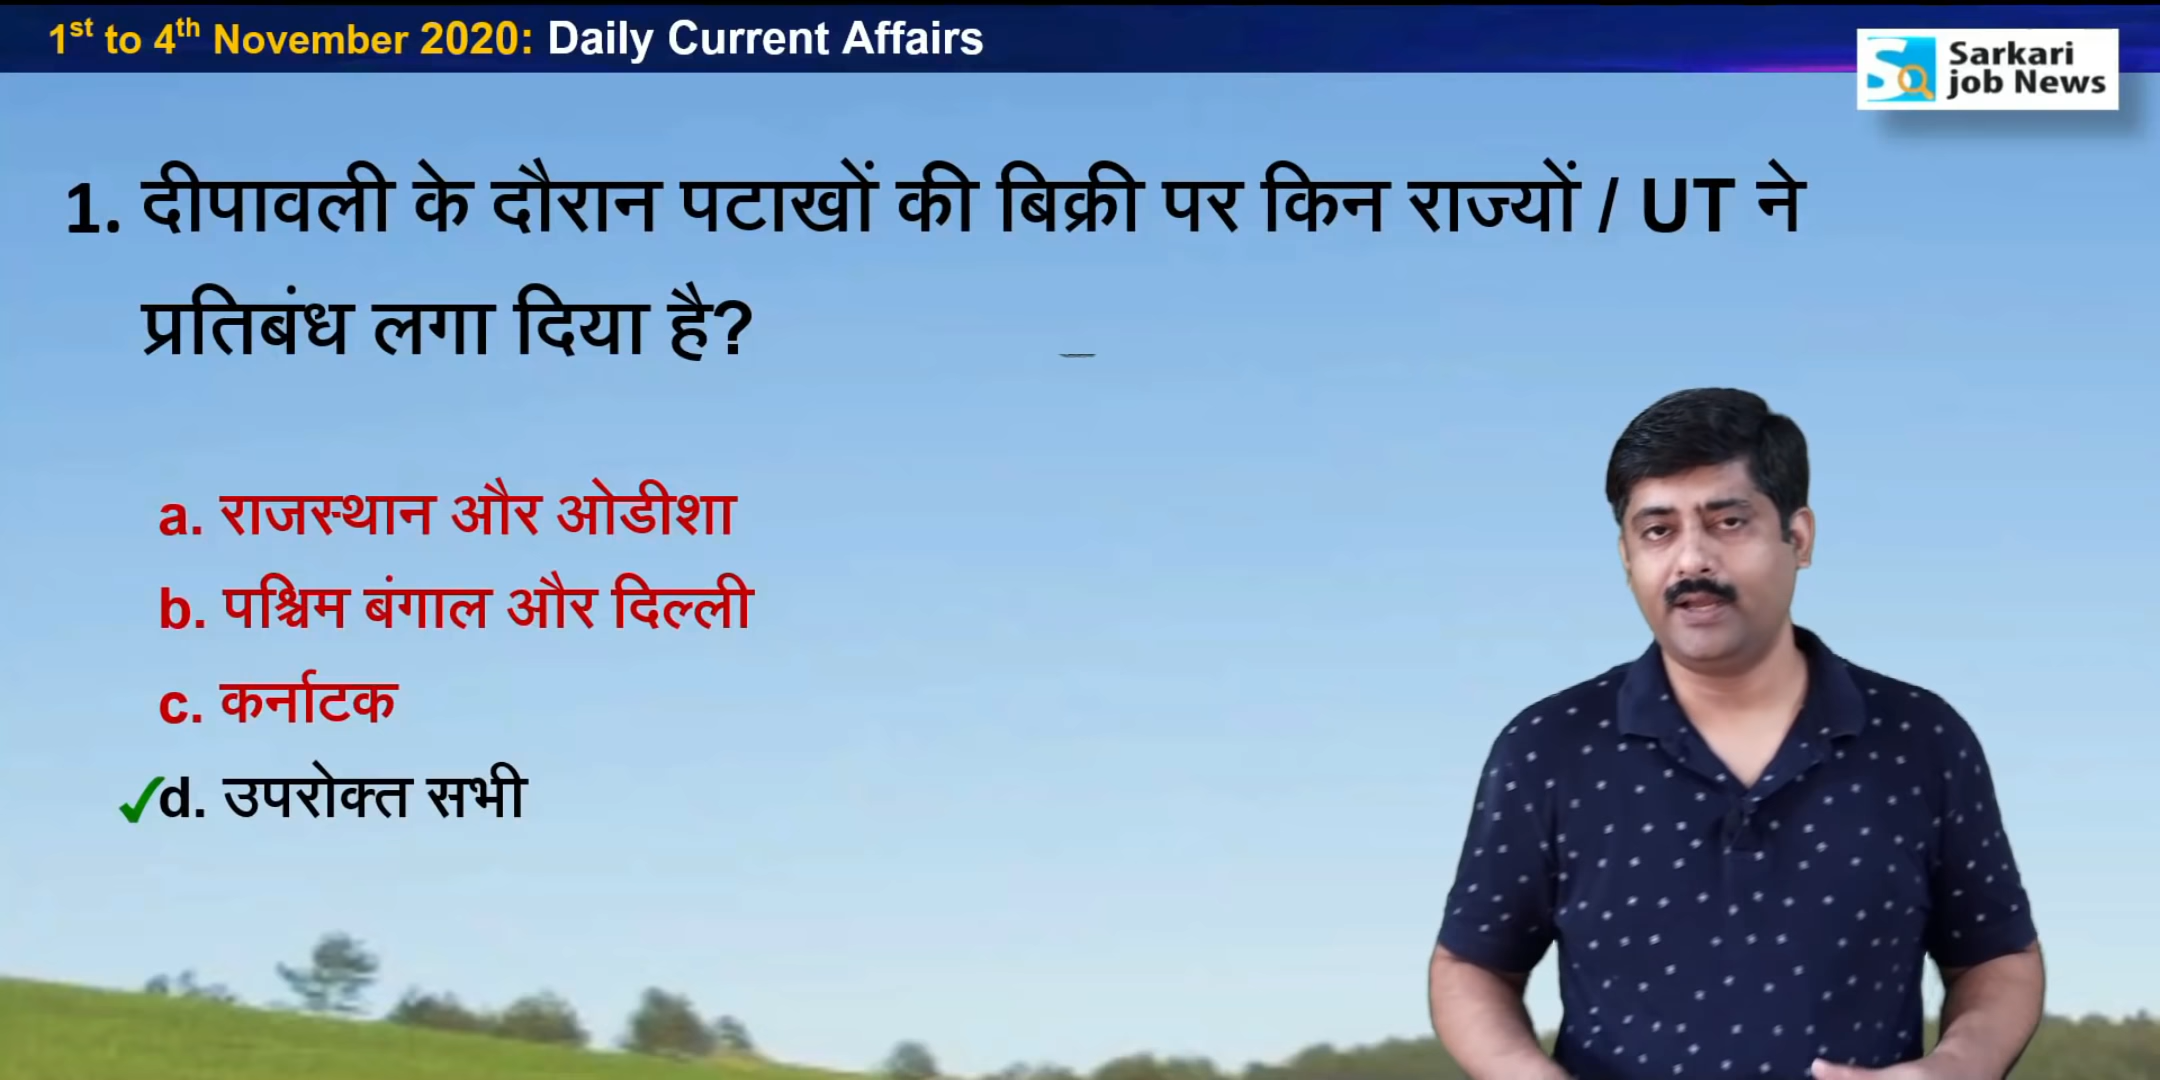 1st to 4th November 2020: Daily Current Affairs
Sarkari
job News
1. दीपावली के दौरान पटाखों की बिक्री पर किन राज्यों / UT ने
प्रतिबंध लगा दिया है?
a. राजस्थान और ओडीशा
b. पश्चिम बंगाल और दिल्ली
c. कर्नाटक
d. उपरोक्त सभी